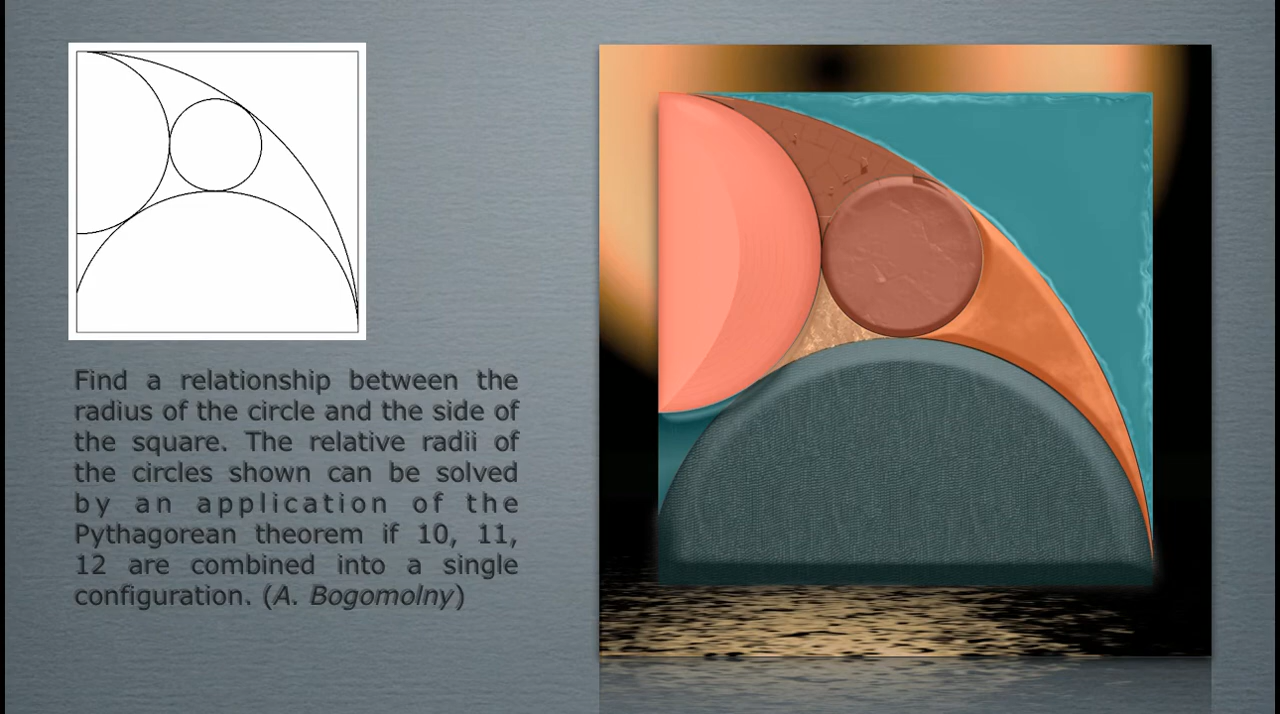 Find a relationship between the
radius of the circle and the side of
the square. The relative radii of
the circles shown can be solved
by an application of the
Pythagorean theorem if 10, 11,
12 are combined into a single
configuration. (A. Bogomolny)